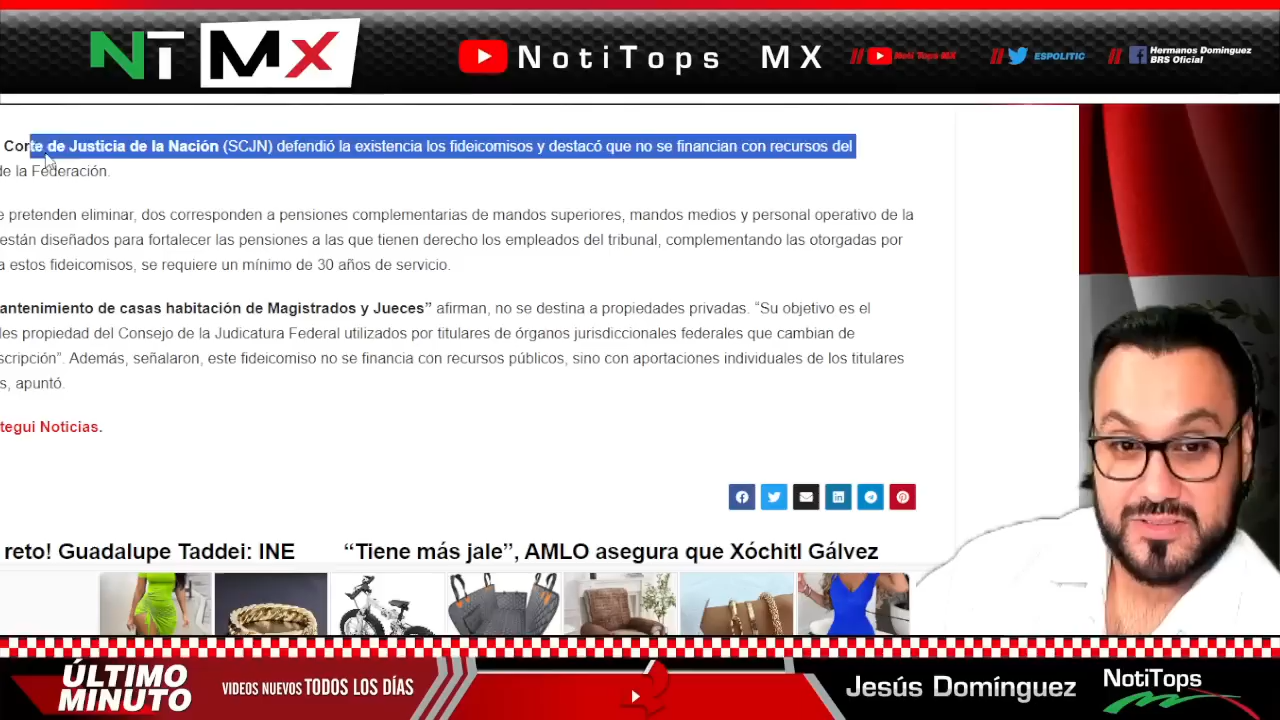 NT MX
NotiTops MX
Noti Tops MX
ESPOLITIC
Hermanos Dominguez
BRS Oficial
Corte de Justicia de la Nación (SCJN) defendió la existencia los fideicomisos y destacó que no se financian con recursos del
de la Federación.
e pretenden eliminar, dos corresponden a pensiones complementarias de mandos superiores, mandos medios y personal operativo de la
están diseñados para fortalecer las pensiones a las que tienen derecho los empleados del tribunal, complementando las otorgadas por
a estos fideicomisos, se requiere un mínimo de 30 años de servicio.
antenimiento de casas habitación de Magistrados y Jueces” afirman, no se destina a propiedades privadas. “Su objetivo es el
les propiedad del Consejo de la Judicatura Federal utilizados por titulares de órganos jurisdiccionales federales que cambian de
scripción”. Además, señalaron, este fideicomiso no se financia con recursos públicos, sino con aportaciones individuales de los titulares
s, apuntó.
tegui Noticias.
reto! Guadalupe Taddei: INE
“Tiene más jale”, AMLO asegura que Xóchitl Gálvez
ÚLTIMO
MINUTO
VIDEOS NUEVOS TODOS LOS DÍAS
Jesús Domínguez
NotiTops